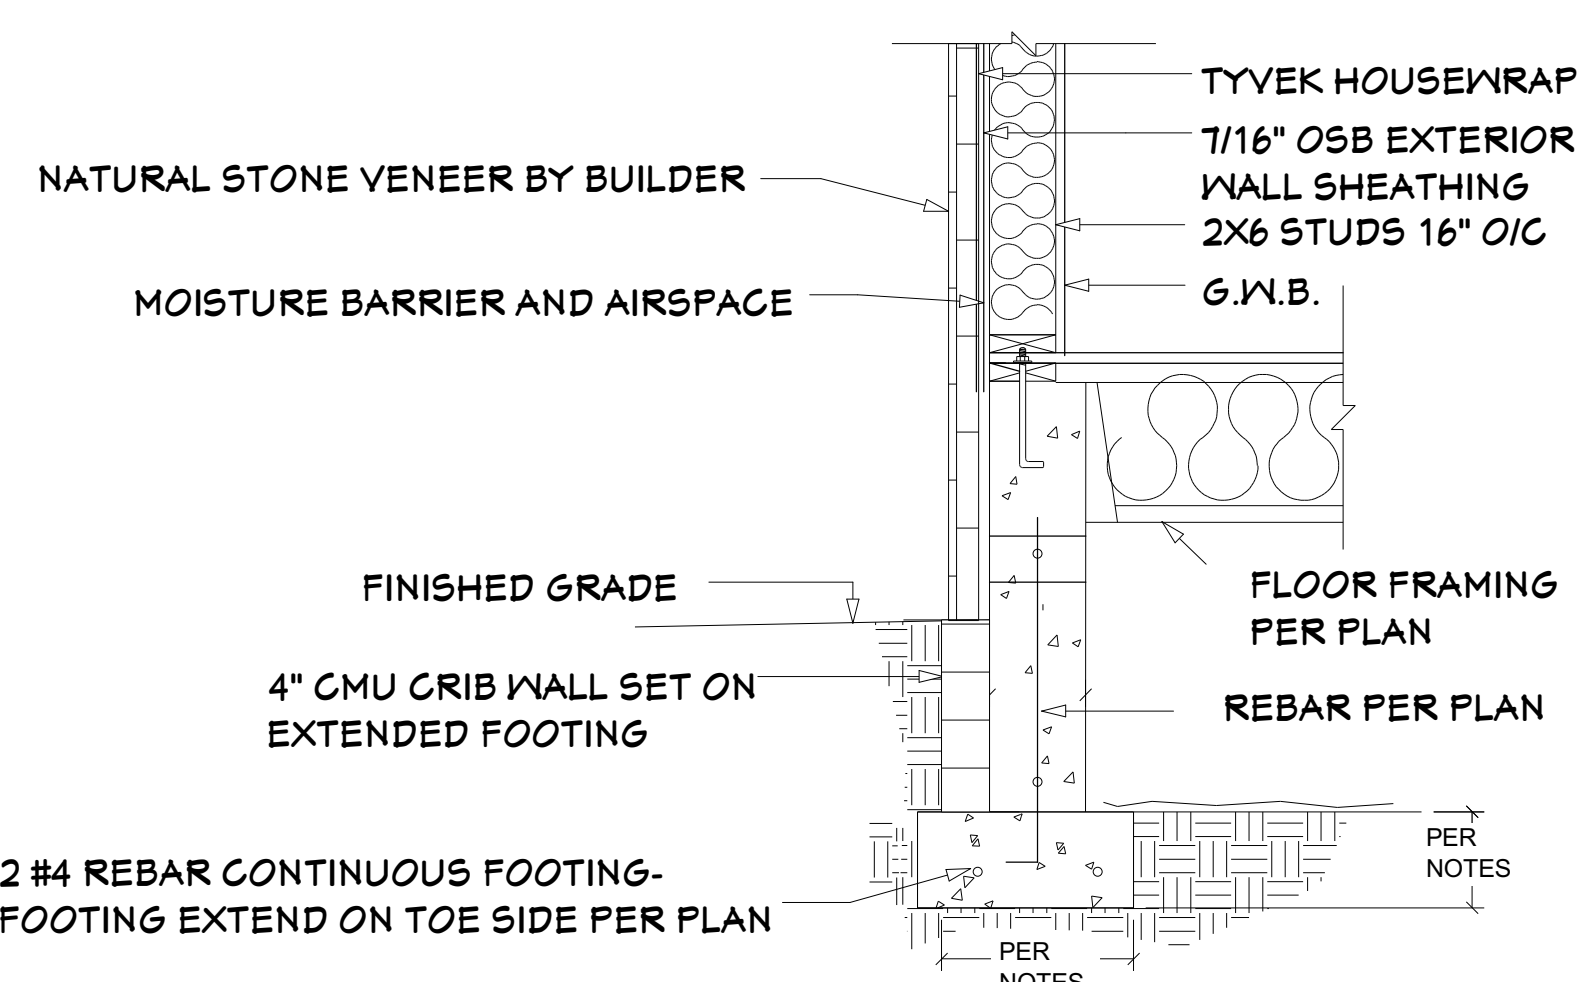 TYVEK HOUSEWRAP
7/16" OSB EXTERIOR
WALL SHEATHING
2X6 STUDS 16" O/C
G.W.B.
NATURAL STONE VENEER BY BUILDER
MOISTURE BARRIER AND AIRSPACE
FINISHED GRADE
4" CMU CRIB WALL SET ON
EXTENDED FOOTING
2 #4 REBAR CONTINUOUS FOOTING-
FOOTING EXTEND ON TOE SIDE PER PLAN
FLOOR FRAMING
PER PLAN
REBAR PER PLAN
PER
NOTES
PER
NOTES